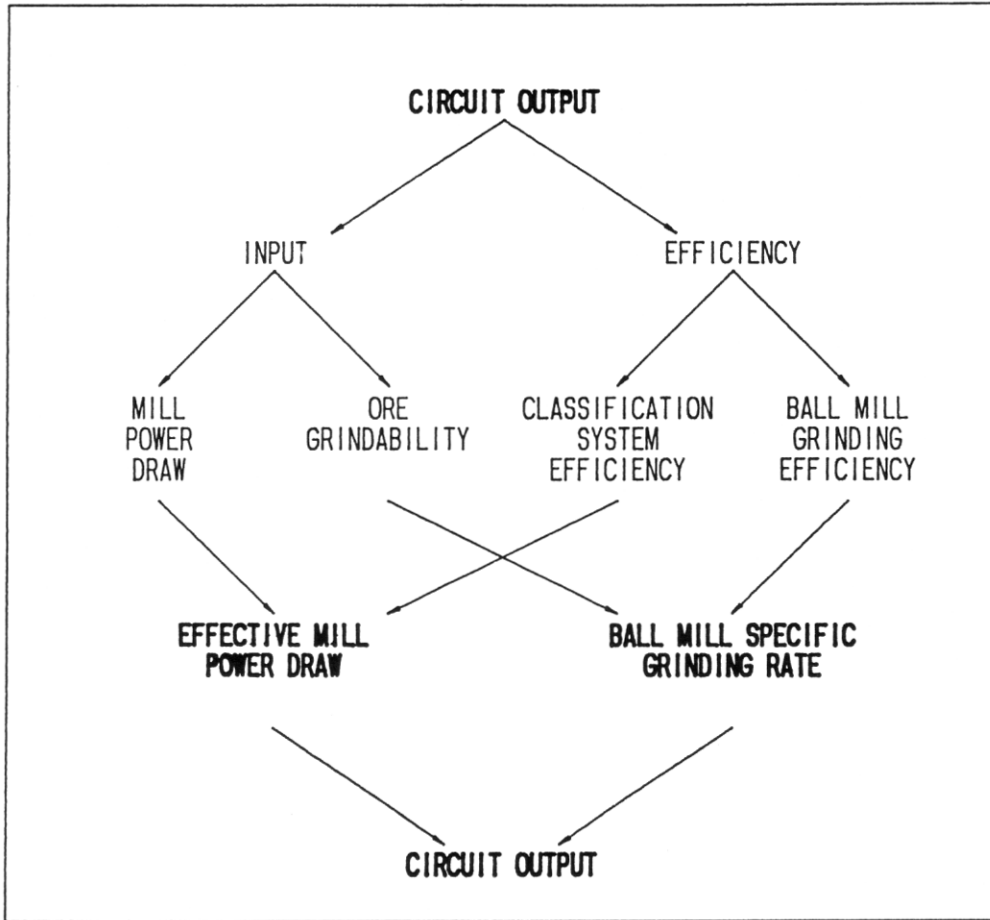 CIRCUIT OUTPUT
INPUT
EFFICIENCY
MILL
POWER
DRAW
ORE
GRINDABILITY
CLASSIFICATION
SYSTEM
EFFICIENCY
BALL MILL
GRINDING
EFFICIENCY
EFFECTIVE MILL
POWER DRAW
BALL MILL SPECIFIC
GRINDING RATE
CIRCUIT OUTPUT